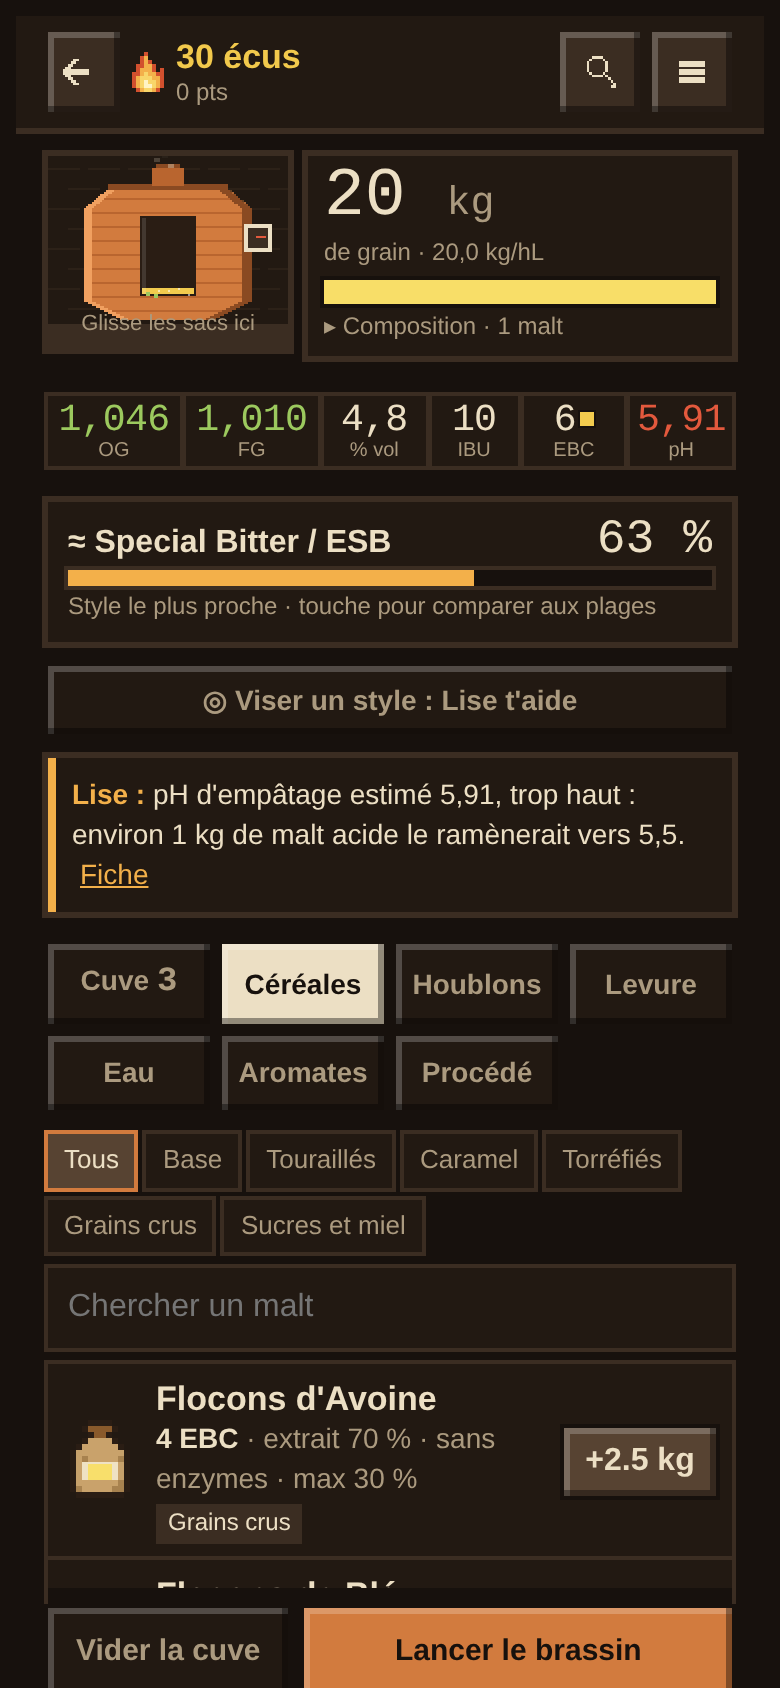 30 écus
0 pts
20 kg
de grain · 20,0 kg/hL
▸ Composition · 1 malt
Glisse les sacs ici
1,046 1,010 4,8 10 6 5,91
OG FG % vol IBU EBC pH
≈ Special Bitter / ESB 63 %
Style le plus proche · touche pour comparer aux plages
◎ Viser un style : Lise t'aide
Lise : pH d'empâtage estimé 5,91, trop haut :
environ 1 kg de malt acide le ramènerait vers 5,5.
Fiche
Cuve 3 Céréales Houblons Levure
Eau Aromates Procédé
Tous Base Touraillés Caramel Torréfiés
Grains crus Sucres et miel
Chercher un malt
Flocons d'Avoine
4 EBC · extrait 70 % · sans
enzymes · max 30 %
+2.5 kg
Grains crus
Vider la cuve Lancer le brassin